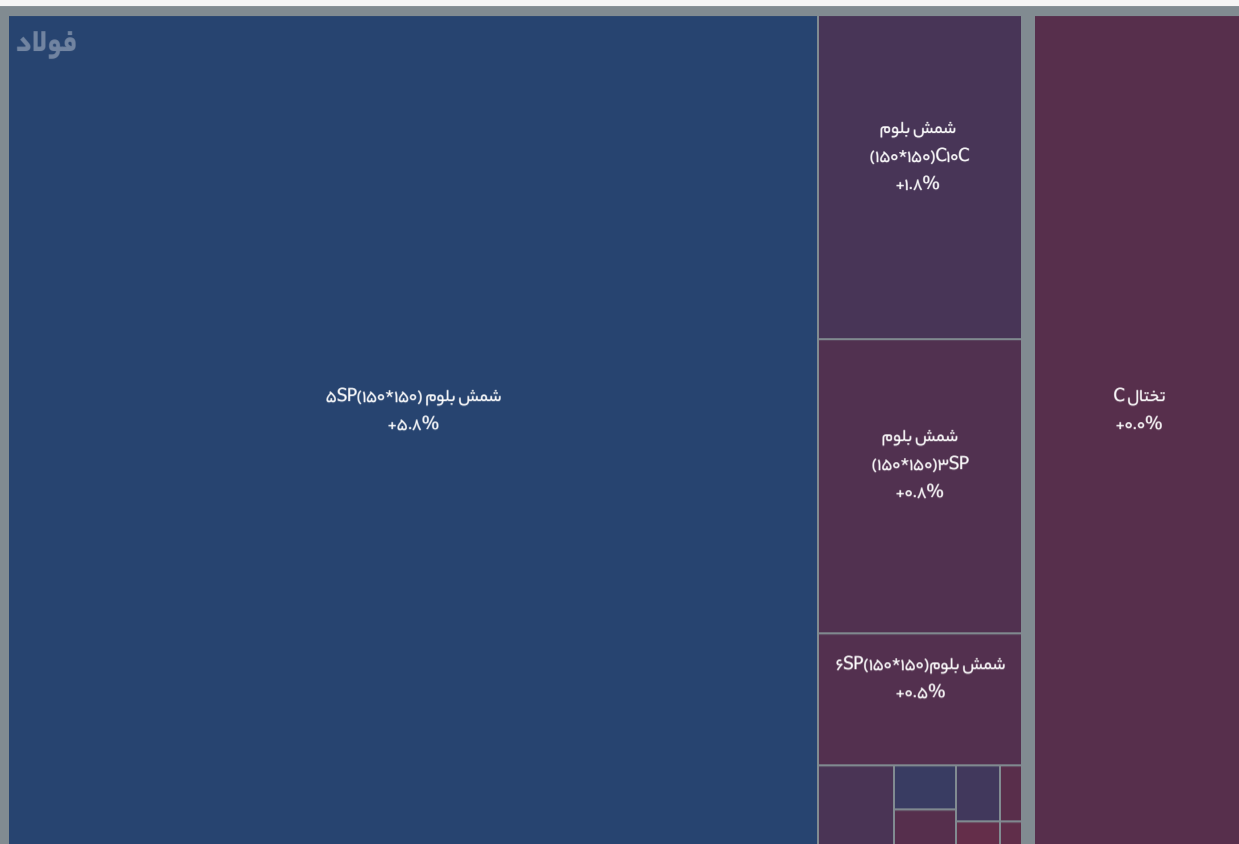 فولاد
شمش بلوم (۱۵۰*۱۵۰)۵SP
+۵.۸%
شمش بلوم
(۱۵۰*۱۵۰)C۱۰C
+۱.۸%
شمش بلوم
(۱۵۰*۱۵۰)۳SP
+۰.۸%
شمش بلوم(۱۵۰*۱۵۰)۶SP
+۰.۵%
تختال C
+۰.۰%